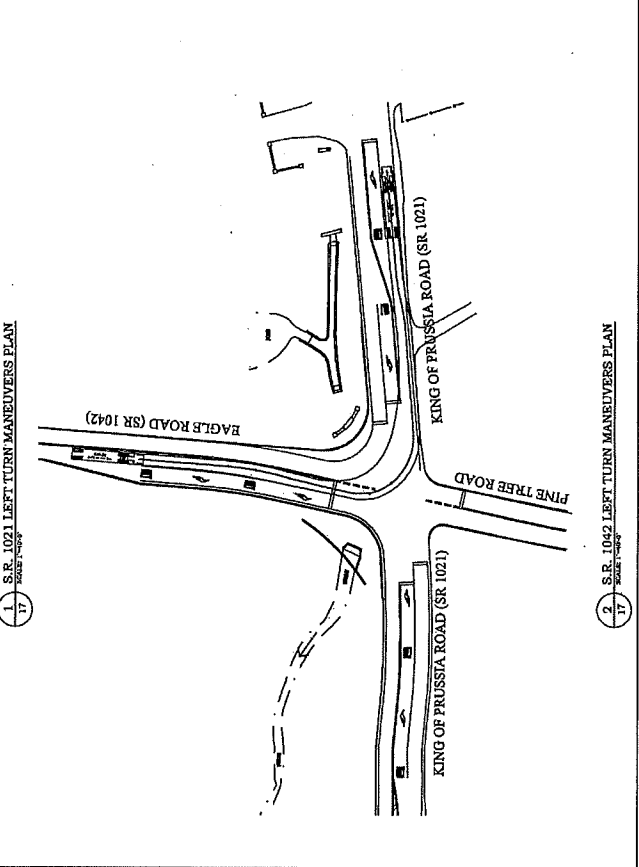 1
17
S.R. 1021 LEFT TURN MANEUVERS PLAN
EAGLE ROAD (SR 1042)
KING OF PRUSSIA ROAD (SR 1021)
PINE TREE ROAD
KING OF PRUSSIA ROAD (SR 1021)
2
17
S.R. 1042 LEFT TURN MANEUVERS PLAN